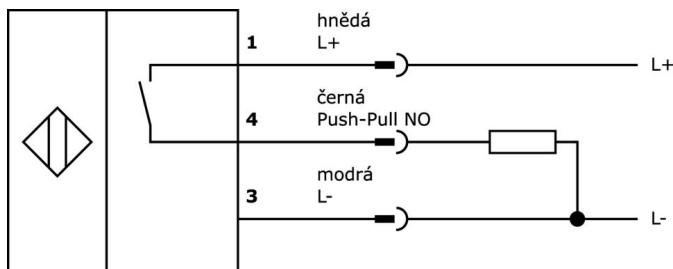 hnědá
1 L+
L+
černá
4 Push-Pull NO
modrá
3 L-
L-